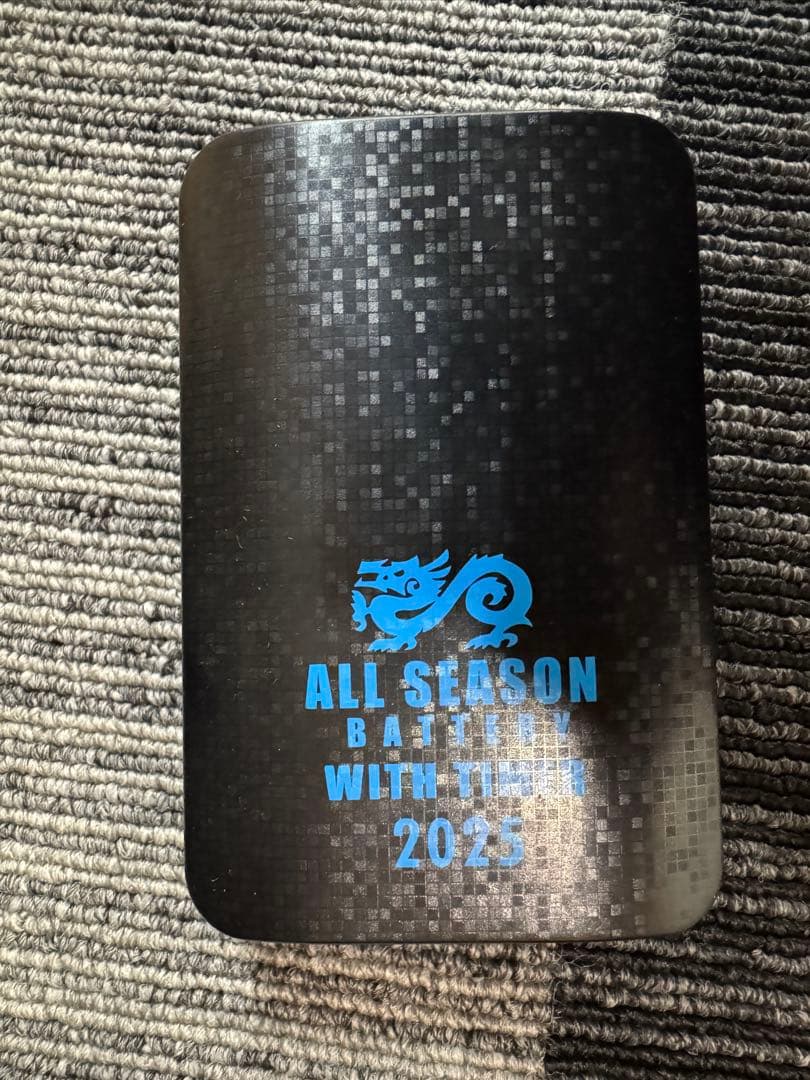 ALL SEASON
BATTERY
WITH TIMER
2025